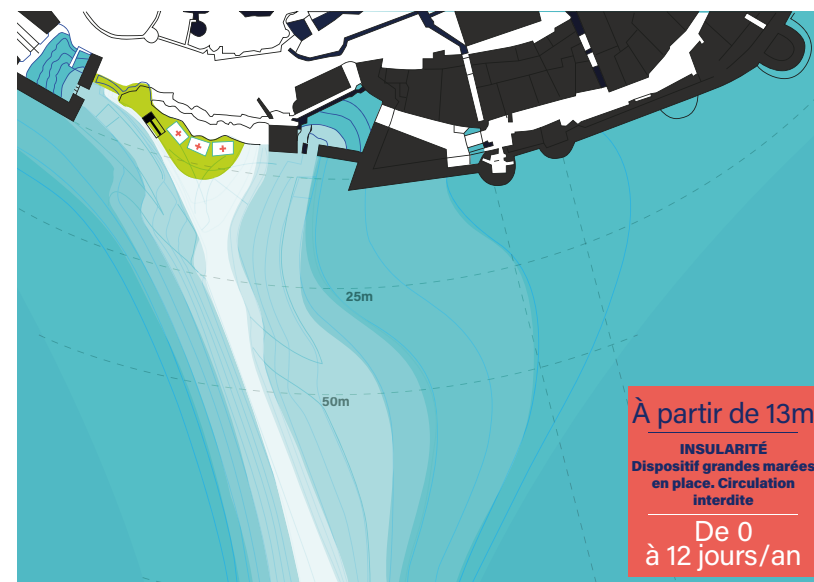 25m
50m
À partir de 13m
INSULARITÉ
Dispositif grandes marées
en place. Circulation
interdite
De 0
à 12 jours/an